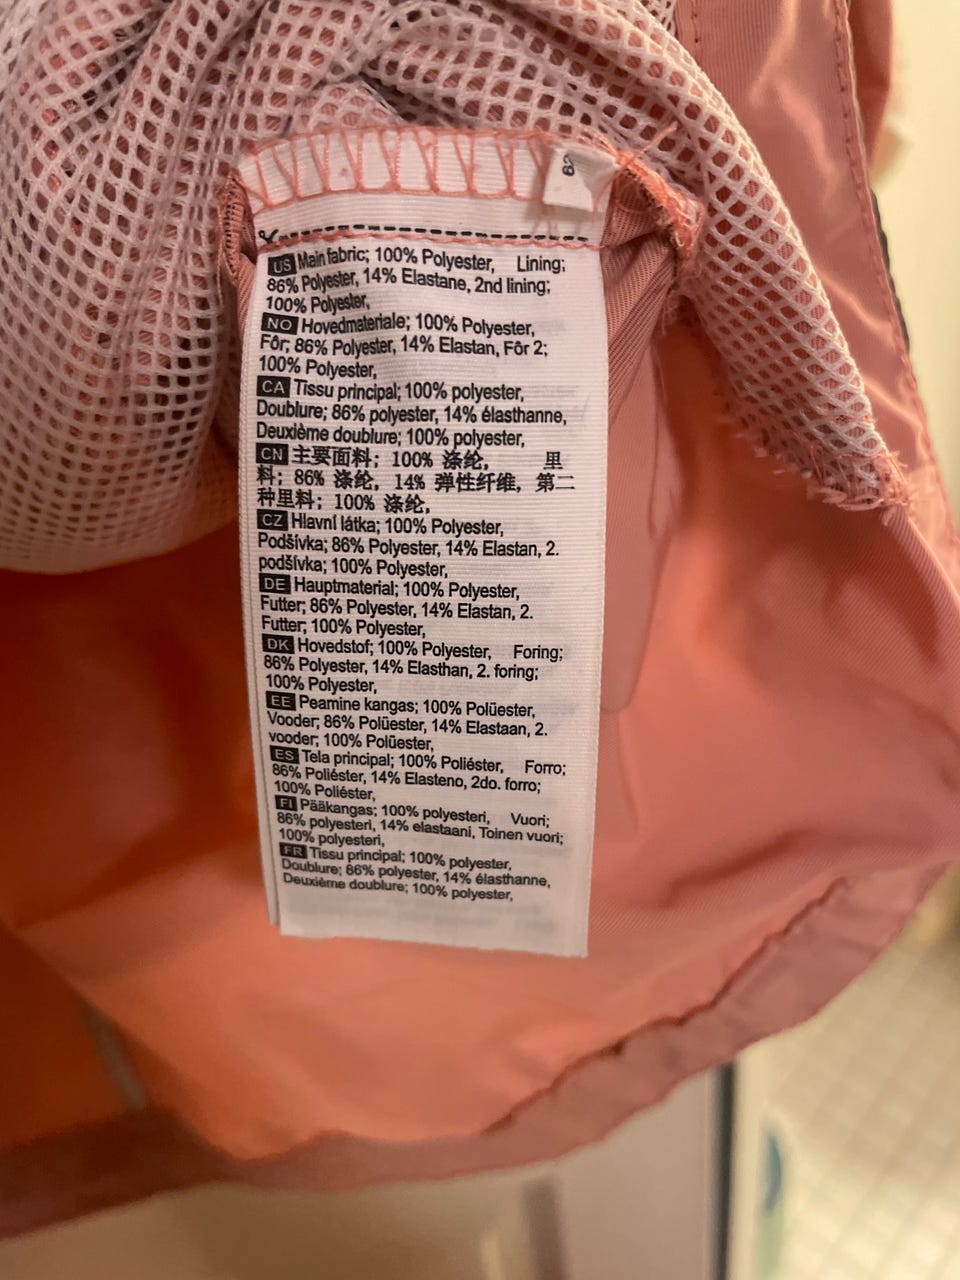 US Main fabric; 100% Polyester, Lining;
86% Polyester, 14% Elastane, 2nd lining;
100% Polyester,
NO Hovedmateriale; 100% Polyester,
Fôr; 86% Polyester, 14% Elastan, Fôr 2;
100% Polyester,
CA Tissu principal; 100% polyester,
Doublure; 86% polyester, 14% élasthanne,
Deuxième doublure; 100% polyester,
CN 主要面料；100% 涤纶， 里
料；86% 涤纶，14% 弹性纤维，第二
种里料；100% 涤纶，
CZ Hlavní látka; 100% Polyester,
Podšívka; 86% Polyester, 14% Elastan, 2.
podšívka; 100% Polyester,
DE Hauptmaterial; 100% Polyester,
Futter; 86% Polyester, 14% Elastan, 2.
Futter; 100% Polyester,
DK Hovedstof; 100% Polyester, Foring;
86% Polyester, 14% Elasthan, 2. foring;
100% Polyester,
EE Peamine kangas; 100% Polüester,
Vooder; 86% Polüester, 14% Elastaan, 2.
vooder; 100% Polüester,
ES Tela principal; 100% Poliéster, Forro;
86% Poliéster, 14% Elasteno, 2do. forro;
100% Poliéster,
FI Pääkangas; 100% polyesteri, Vuori;
86% polyesteri, 14% elastaani, Toinen vuori;
100% polyesteri,
FR Tissu principal; 100% polyester,
Doublure; 86% polyester, 14% élasthanne,
Deuxième doublure; 100% polyester,